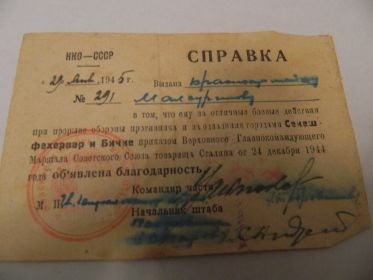 НКО—СССР
СПРАВКА
29 янв 1945 г. Выдана красноармейцу
№ 291
в том, что ему за отличные боевые действия
при прорыве обороны противника и за овладение городами Секеш-
фехервар и Бичке приказом Верховного Главнокомандующего
Маршала Советского Союза товарища Сталина от 24 декабря 1944
года объявлена благодарность.
Командир части
М. П.
Начальник штаба